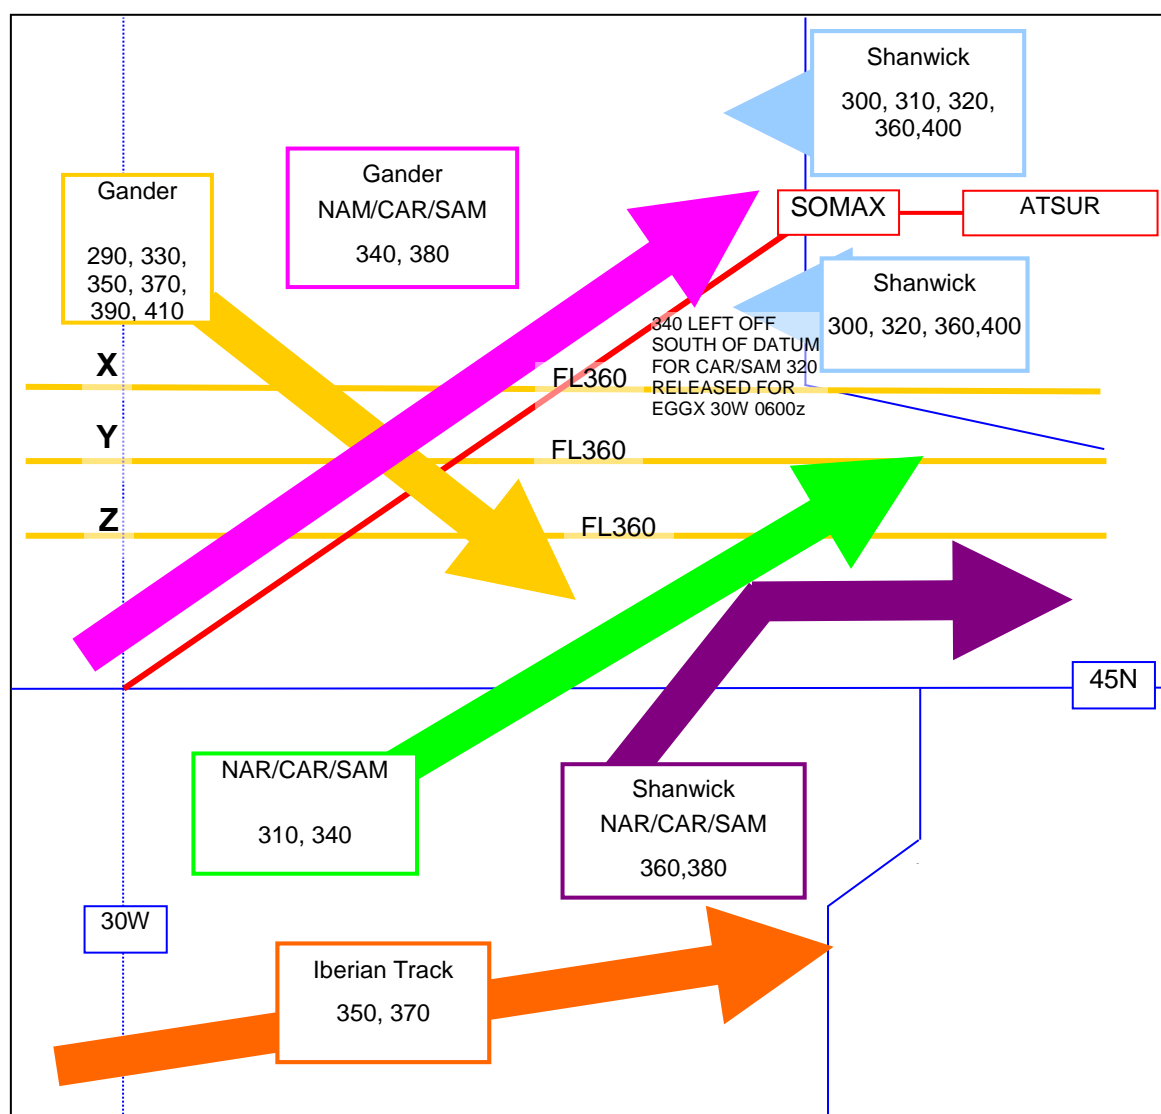 Shanwick
300, 310, 320,
360,400
Gander
NAM/CAR/SAM
340, 380
Gander
290, 330,
350, 370,
390, 410
SOMAX
ATSUR
Shanwick
300, 320, 360,400
340 LEFT OFF
SOUTH OF DATUM
FOR CAR/SAM 320
RELEASED FOR
EGGX 30W 0600z
X
FL360
Y
FL360
Z
FL360
45N
NAR/CAR/SAM
310, 340
Shanwick
NAR/CAR/SAM
360,380
30W
Iberian Track
350, 370